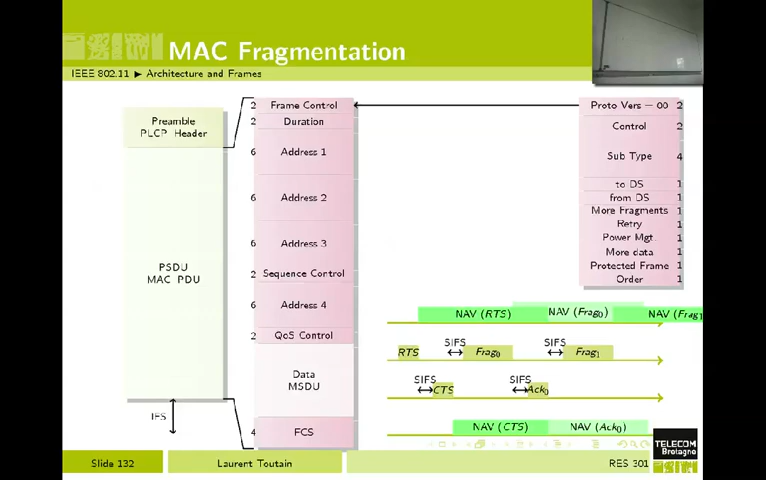 MAC Fragmentation
IEEE 802.11 ▶ Architecture and Frames
Preamble
PLCP Header
PSDU
MAC PDU
IFS
2 Frame Control
2 Duration
6 Address 1
6 Address 2
6 Address 3
2 Sequence Control
6 Address 4
2 QoS Control
Data
MSDU
4 FCS
Proto Vers — 00 2
Control 2
Sub Type 4
to DS 1
from DS 1
More Fragments 1
Retry 1
Power Mgt. 1
More data 1
Protected Frame 1
Order 1
NAV (RTS) NAV (Frag0) NAV (Frag1
RTS SIFS Frag0 SIFS Frag1
SIFS CTS SIFS Ack0
NAV (CTS) NAV (Ack0)
TELECOM
Bretagne
Slide 132 Laurent Toutain RES 301